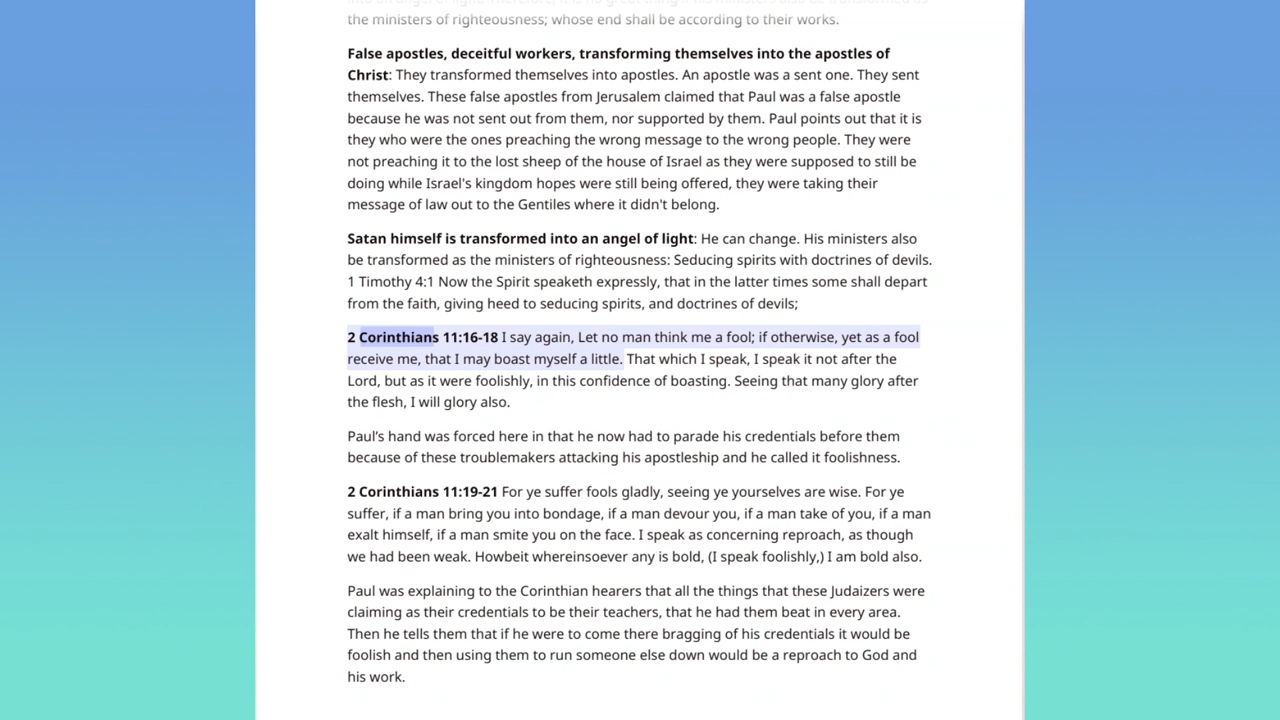 the ministers of righteousness; whose end shall be according to their works.
False apostles, deceitful workers, transforming themselves into the apostles of
Christ: They transformed themselves into apostles. An apostle was a sent one. They sent
themselves. These false apostles from Jerusalem claimed that Paul was a false apostle
because he was not sent out from them, nor supported by them. Paul points out that it is
they who were the ones preaching the wrong message to the wrong people. They were
not preaching it to the lost sheep of the house of Israel as they were supposed to still be
doing while Israel's kingdom hopes were still being offered, they were taking their
message of law out to the Gentiles where it didn't belong.
Satan himself is transformed into an angel of light: He can change. His ministers also
be transformed as the ministers of righteousness: Seducing spirits with doctrines of devils.
1 Timothy 4:1 Now the Spirit speaketh expressly, that in the latter times some shall depart
from the faith, giving heed to seducing spirits, and doctrines of devils;
2 Corinthians 11:16-18 I say again, Let no man think me a fool; if otherwise, yet as a fool
receive me, that I may boast myself a little. That which I speak, I speak it not after the
Lord, but as it were foolishly, in this confidence of boasting. Seeing that many glory after
the flesh, I will glory also.
Paul’s hand was forced here in that he now had to parade his credentials before them
because of these troublemakers attacking his apostleship and he called it foolishness.
2 Corinthians 11:19-21 For ye suffer fools gladly, seeing ye yourselves are wise. For ye
suffer, if a man bring you into bondage, if a man devour you, if a man take of you, if a man
exalt himself, if a man smite you on the face. I speak as concerning reproach, as though
we had been weak. Howbeit whereinsoever any is bold, (I speak foolishly,) I am bold also.
Paul was explaining to the Corinthian hearers that all the things that these Judaizers were
claiming as their credentials to be their teachers, that he had them beat in every area.
Then he tells them that if he were to come there bragging of his credentials it would be
foolish and then using them to run someone else down would be a reproach to God and
his work.